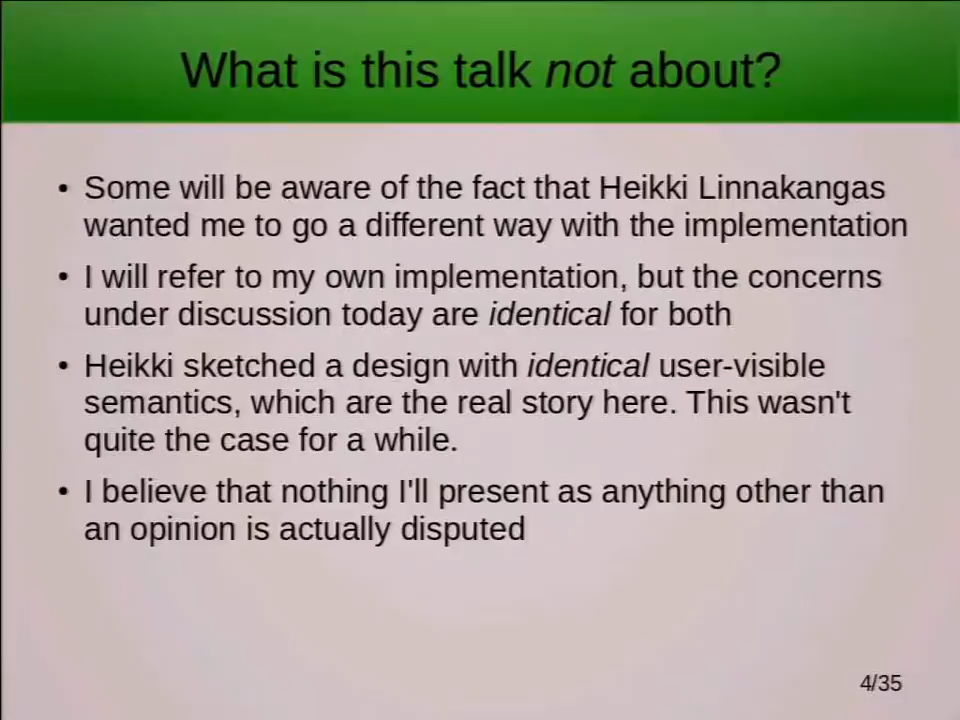 What is this talk not about?
• Some will be aware of the fact that Heikki Linnakangas
wanted me to go a different way with the implementation
• I will refer to my own implementation, but the concerns
under discussion today are identical for both
• Heikki sketched a design with identical user-visible
semantics, which are the real story here. This wasn't
quite the case for a while.
• I believe that nothing I'll present as anything other than
an opinion is actually disputed
4/35